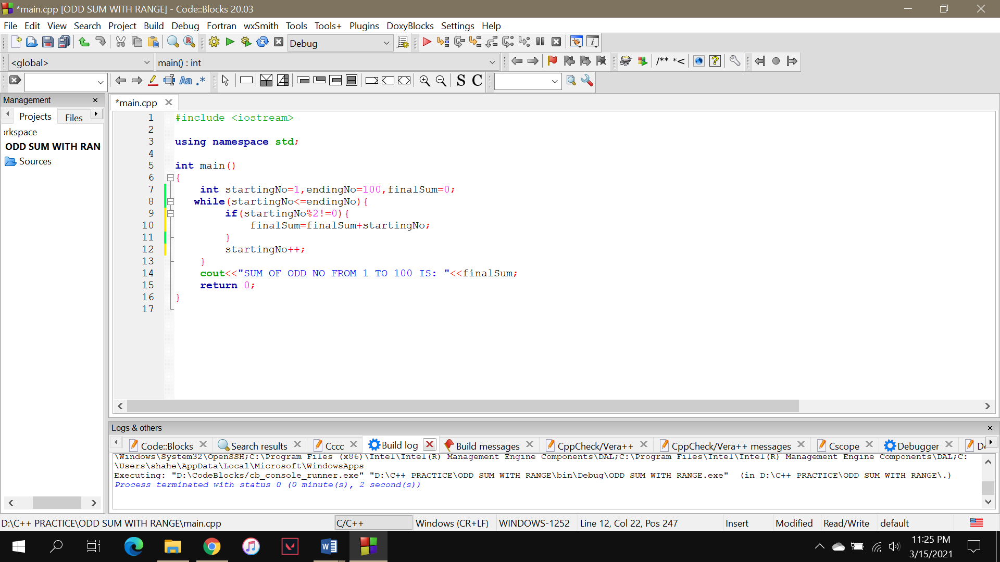 *main.cpp [ODD SUM WITH RANGE] - Code::Blocks 20.03
File Edit View Search Project Build Debug Fortran wxSmith Tools Tools+ Plugins DoxyBlocks Settings Help
Debug
<global> main() : int /** *<
Aa .* S C
Management
Projects Files
*main.cpp
rkspace
ODD SUM WITH RAN
Sources
1 #include <iostream>
2
3 using namespace std;
4
5 int main()
6 {
7 int startingNo=1,endingNo=100,finalSum=0;
8 while(startingNo<=endingNo){
9 if(startingNo%2!=0){
10 finalSum=finalSum+startingNo;
11 }
12 startingNo++;
13 }
14 cout<<"SUM OF ODD NO FROM 1 TO 100 IS: "<<finalSum;
15 return 0;
16 }
17
Logs & others
Code::Blocks Search results Cccc Build log Build messages CppCheck/Vera++ CppCheck/Vera++ messages Cscope Debugger
\Windows\System32\OpenSSH;C:\Program Files (x86)\Intel\Intel(R) Management Engine Components\DAL;C:\Program Files\Intel\Intel(R) Management Engine Components\DAL;C:
\Users\shahe\AppData\Local\Microsoft\WindowsApps
Executing: "D:\CodeBlocks/cb_console_runner.exe" "D:\C++ PRACTICE\ODD SUM WITH RANGE\bin\Debug\ODD SUM WITH RANGE.exe" (in D:\C++ PRACTICE\ODD SUM WITH RANGE\.)
Process terminated with status 0 (0 minute(s), 2 second(s))
D:\C++ PRACTICE\ODD SUM WITH RANGE\main.cpp C/C++ Windows (CR+LF) WINDOWS-1252 Line 12, Col 22, Pos 247 Insert Modified Read/Write default
11:25 PM
3/15/2021